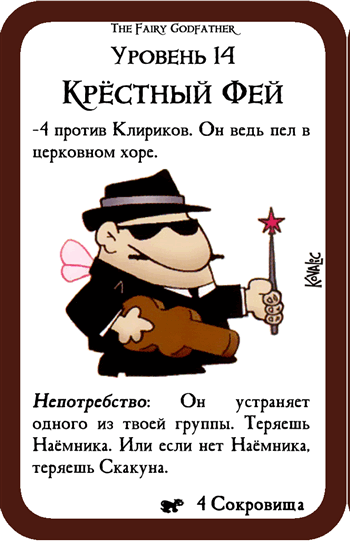 The Fairy Godfather
Уровень 14
Крёстный Фей
-4 против Клириков. Он ведь пел в
церковном хоре.
Kovalic
Непотребство: Он устраняет
одного из твоей группы. Теряешь
Наёмника. Или если нет Наёмника,
теряешь Скакуна.
4 Сокровища